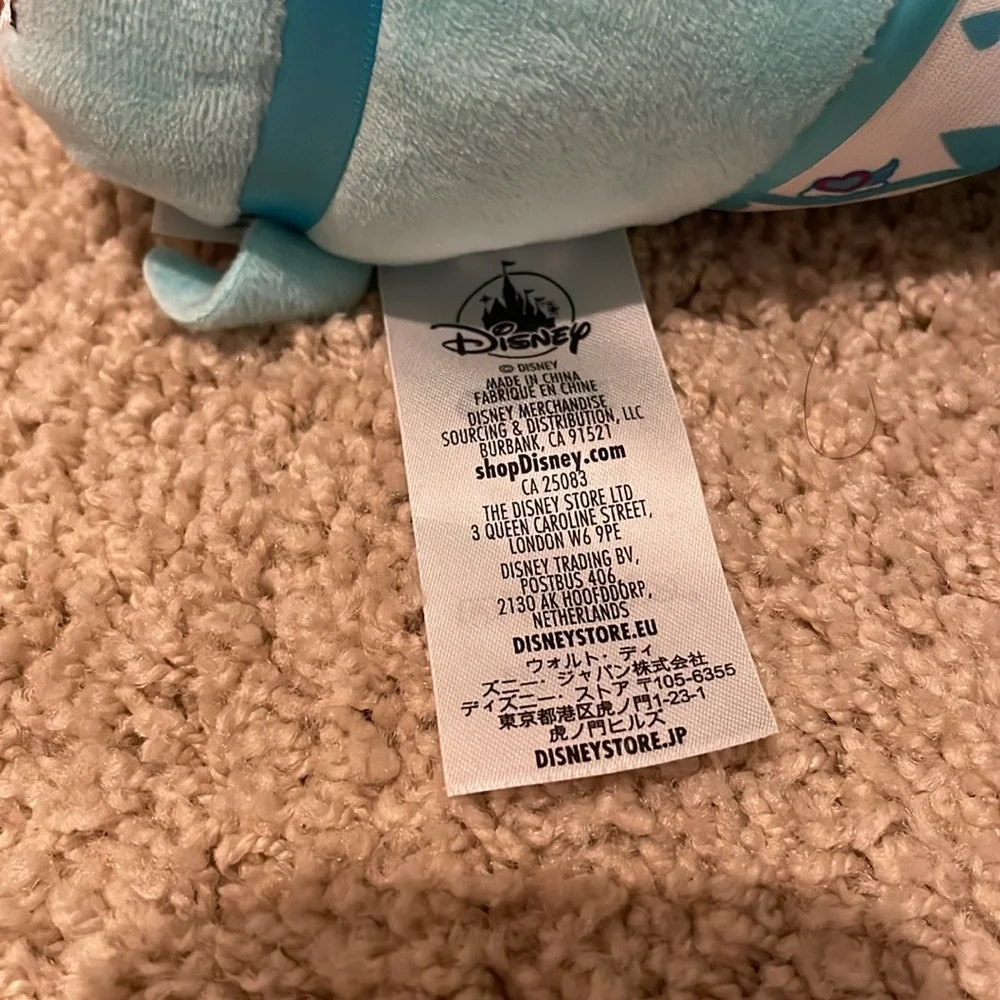 Disney
© DISNEY
MADE IN CHINA
FABRIQUE EN CHINE
DISNEY MERCHANDISE
SOURCING & DISTRIBUTION, LLC
BURBANK, CA 91521
shopDisney.com
CA 25083
THE DISNEY STORE LTD
3 QUEEN CAROLINE STREET,
LONDON W6 9PE
DISNEY TRADING BV,
POSTBUS 406,
2130 AK HOOFDDORP,
NETHERLANDS
DISNEYSTORE.EU
ウォルト・ディ
ズニー・ジャパン株式会社
ディズニー・ストア 〒105-6355
東京都港区虎ノ門1-23-1
虎ノ門ヒルズ
DISNEYSTORE.JP